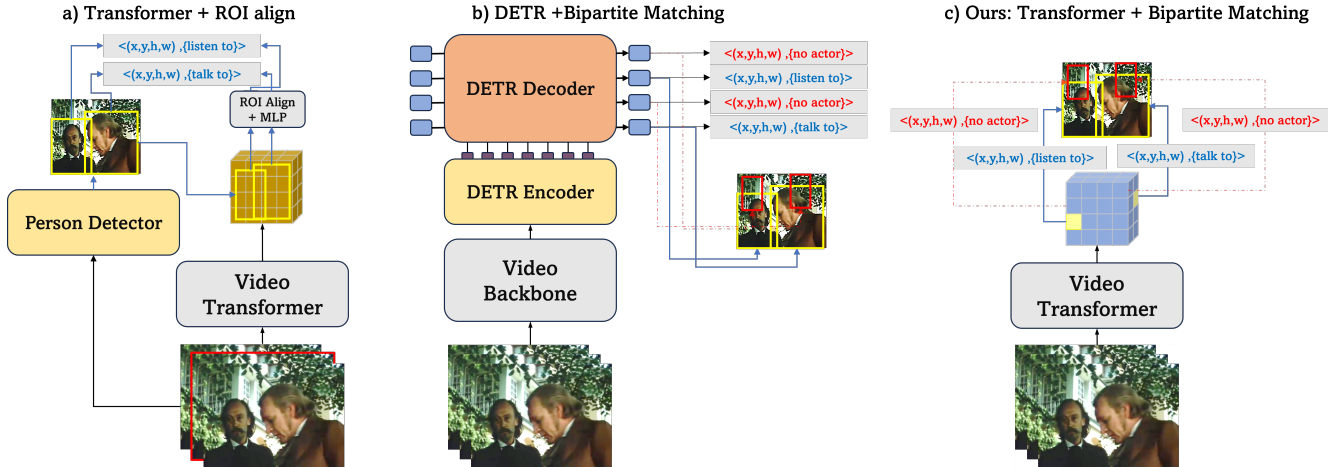 a) Transformer + ROI align
<(x,y,h,w) ,{listen to}>
<(x,y,h,w) ,{talk to}>
ROI Align
+ MLP
Person Detector
Video
Transformer
b) DETR +Bipartite Matching
DETR Decoder
<(x,y,h,w) ,{no actor}>
<(x,y,h,w) ,{listen to}>
<(x,y,h,w) ,{no actor}>
<(x,y,h,w) ,{talk to}>
DETR Encoder
Video
Backbone
c) Ours: Transformer + Bipartite Matching
<(x,y,h,w) ,{no actor}>
<(x,y,h,w) ,{no actor}>
<(x,y,h,w) ,{listen to}>
<(x,y,h,w) ,{talk to}>
Video
Transformer